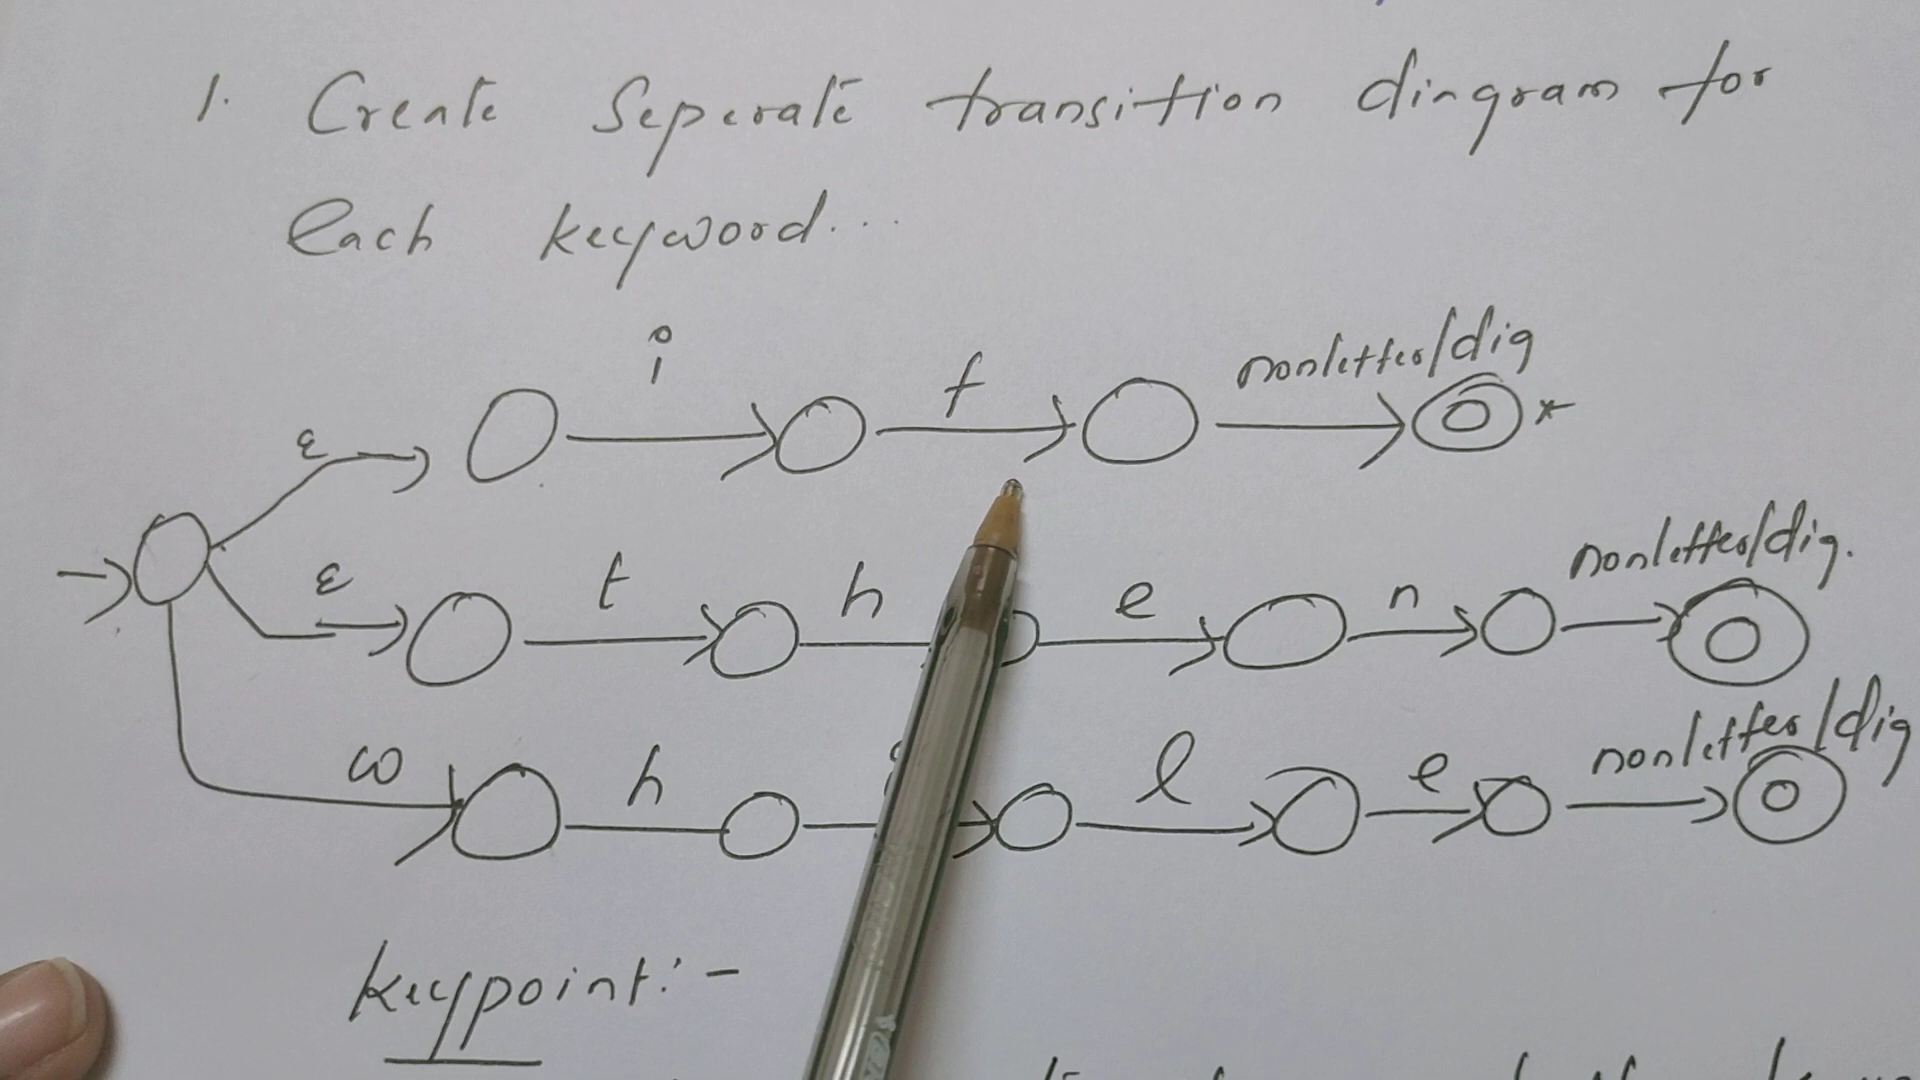 1. Create Seperate transition diagram for
each keyword...
i f nonletter/dig *
ε
ε t h e n nonletter/dig.
w h l e nonletter/dig
keypoint:-